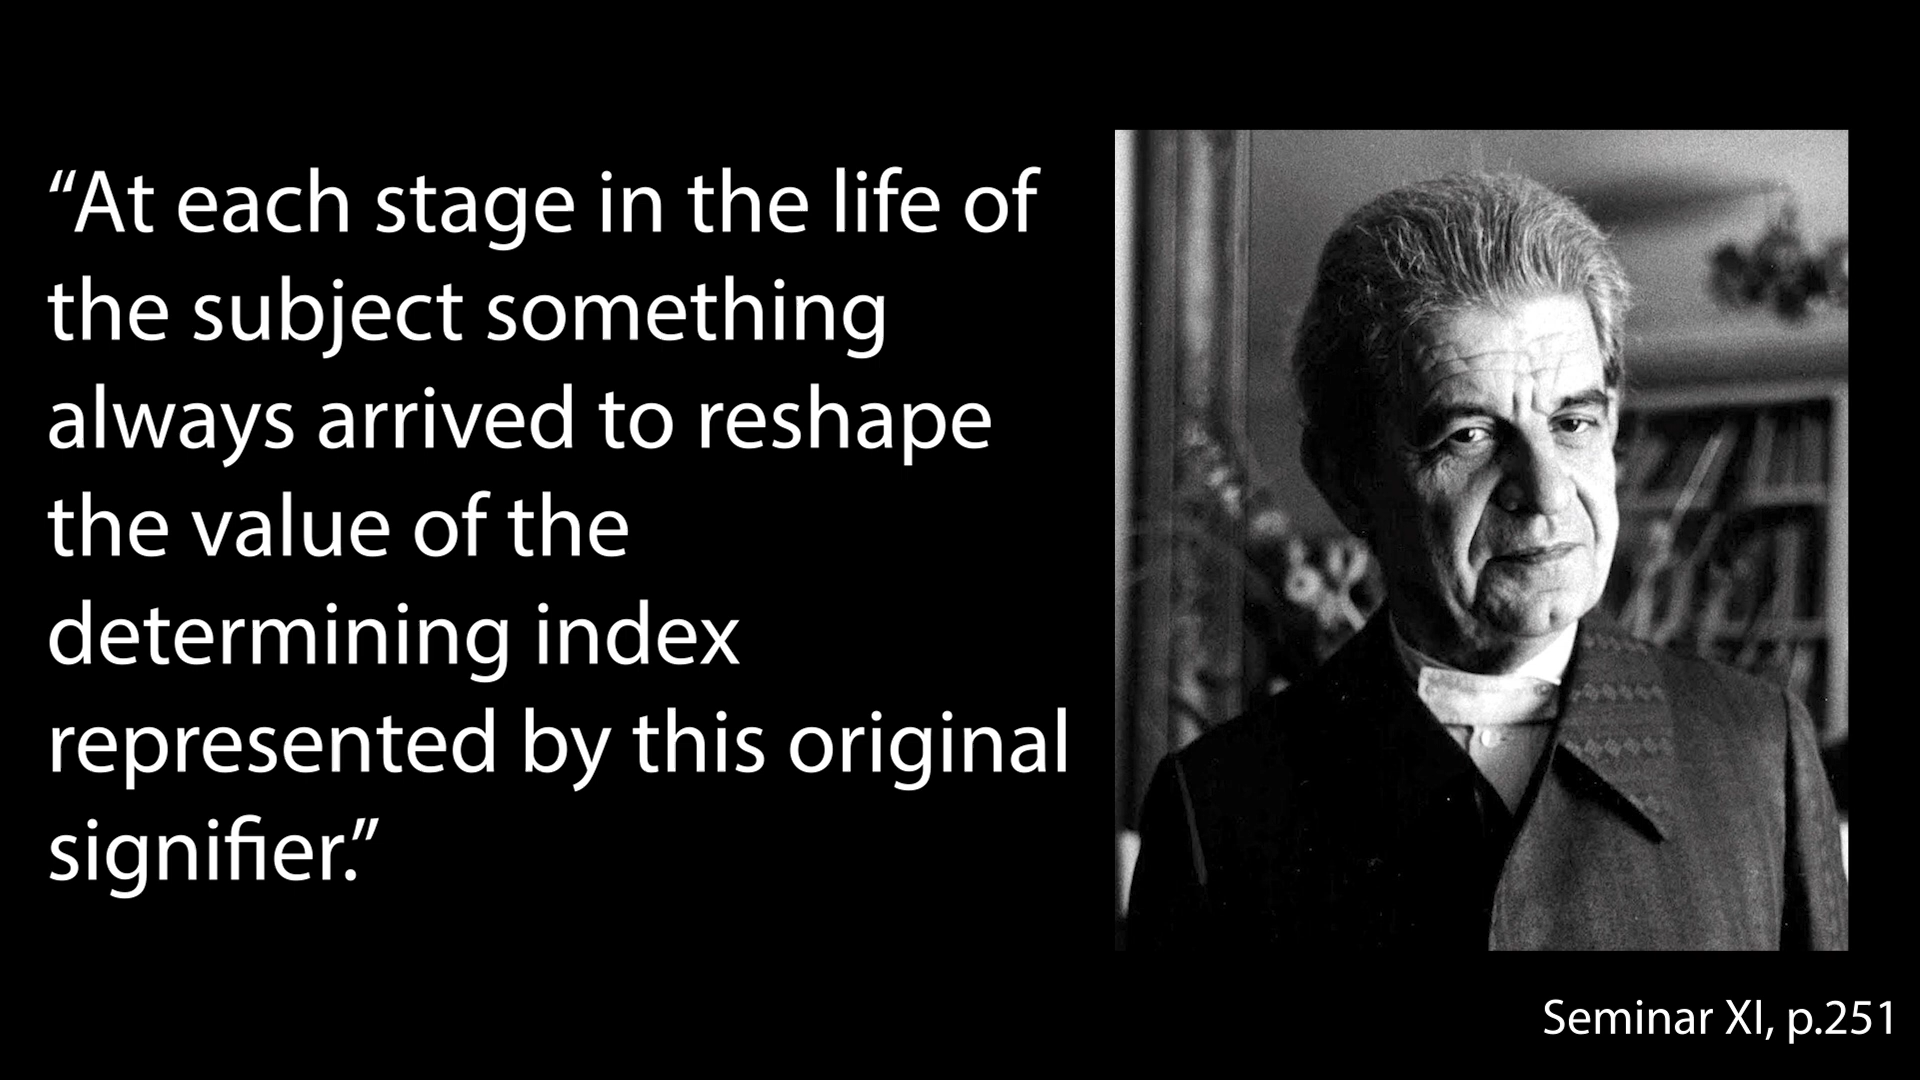 “At each stage in the life of
the subject something
always arrived to reshape
the value of the
determining index
represented by this original
signifier.”
Seminar XI, p.251